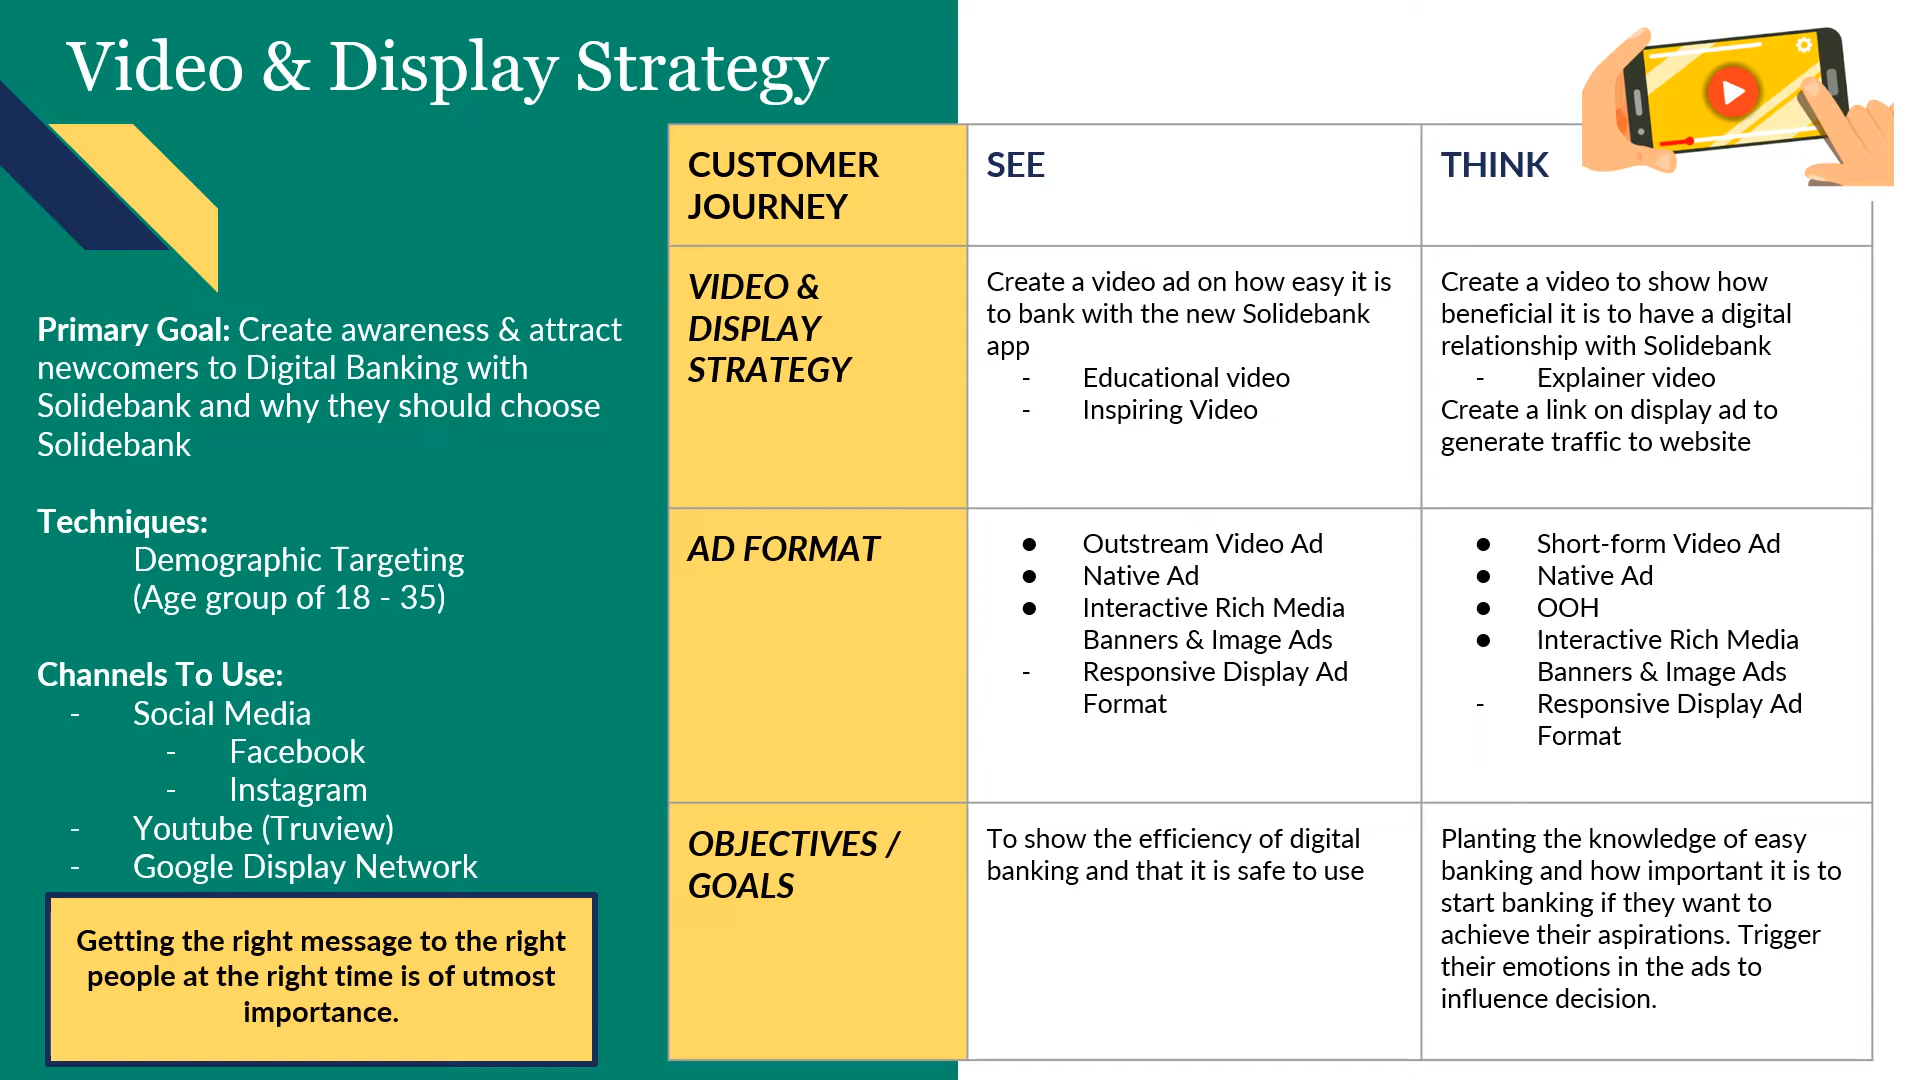 Video & Display Strategy
Primary Goal: Create awareness & attract
newcomers to Digital Banking with
Solidebank and why they should choose
Solidebank
Techniques:
Demographic Targeting
(Age group of 18 - 35)
Channels To Use:
- Social Media
- Facebook
- Instagram
- Youtube (Truview)
- Google Display Network
Getting the right message to the right
people at the right time is of utmost
importance.
CUSTOMER
JOURNEY
SEE
THINK
VIDEO &
DISPLAY
STRATEGY
Create a video ad on how easy it is
to bank with the new Solidebank
app
- Educational video
- Inspiring Video
Create a video to show how
beneficial it is to have a digital
relationship with Solidebank
- Explainer video
Create a link on display ad to
generate traffic to website
AD FORMAT
● Outstream Video Ad
● Native Ad
● Interactive Rich Media
Banners & Image Ads
- Responsive Display Ad
Format
● Short-form Video Ad
● Native Ad
● OOH
● Interactive Rich Media
Banners & Image Ads
- Responsive Display Ad
Format
OBJECTIVES /
GOALS
To show the efficiency of digital
banking and that it is safe to use
Planting the knowledge of easy
banking and how important it is to
start banking if they want to
achieve their aspirations. Trigger
their emotions in the ads to
influence decision.